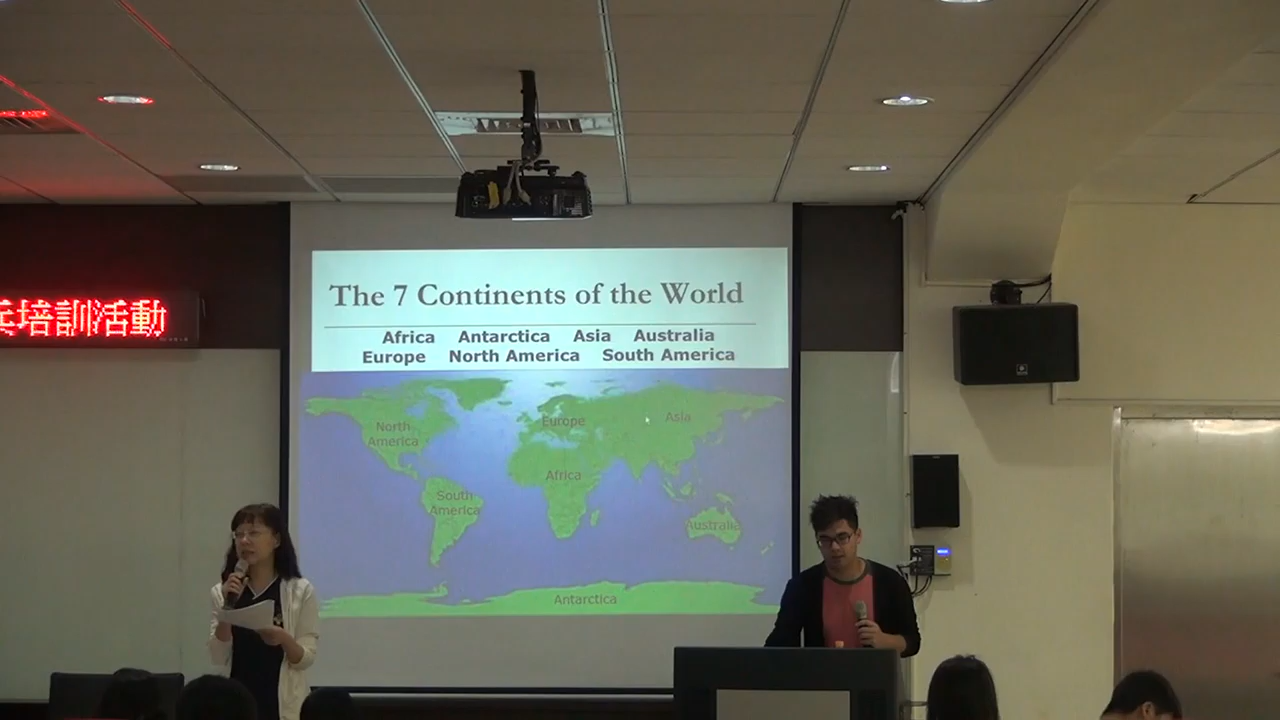 The 7 Continents of the World
Africa Antarctica Asia Australia
Europe North America South America
North
America
Europe
Asia
Africa
South
America
Australia
Antarctica
培訓活動